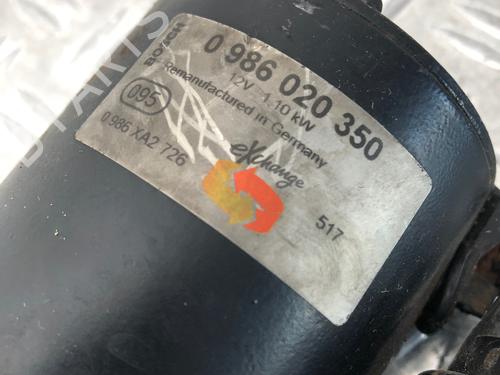 BOSCH
0 986 020 350
12V 1,10 kW
Remanufactured in Germany
095
0 986 XA2 726
eXchange
517